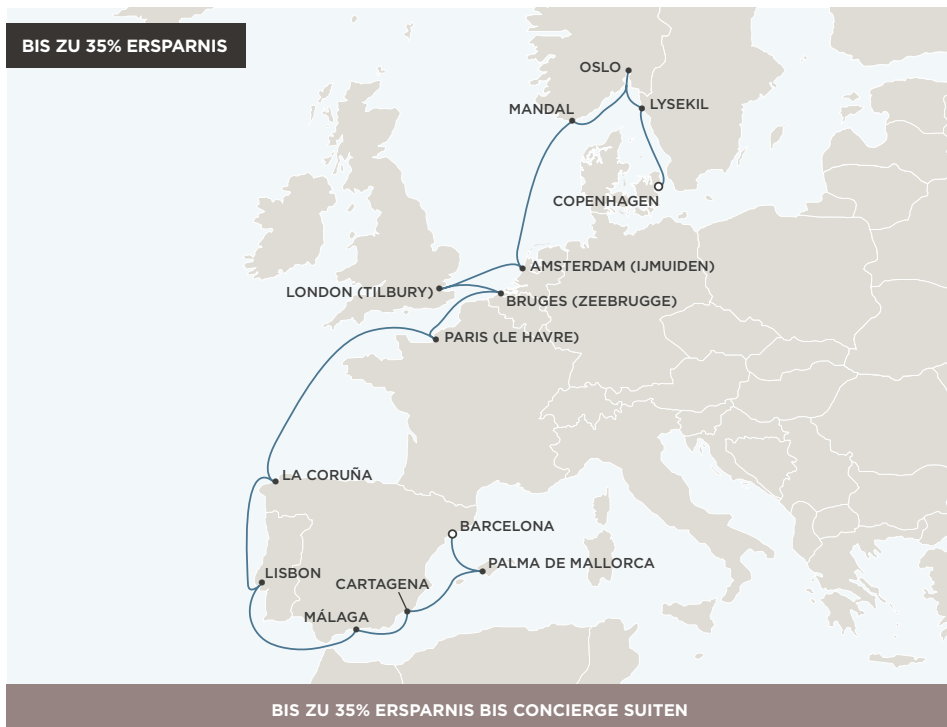 BIS ZU 35% ERSPARNIS
OSLO
LYSEKIL
MANDAL
COPENHAGEN
AMSTERDAM (IJMUIDEN)
LONDON (TILBURY)
BRUGES (ZEEBRUGGE)
PARIS (LE HAVRE)
LA CORUÑA
BARCELONA
PALMA DE MALLORCA
LISBON
CARTAGENA
MÁLAGA
BIS ZU 35% ERSPARNIS BIS CONCIERGE SUITEN